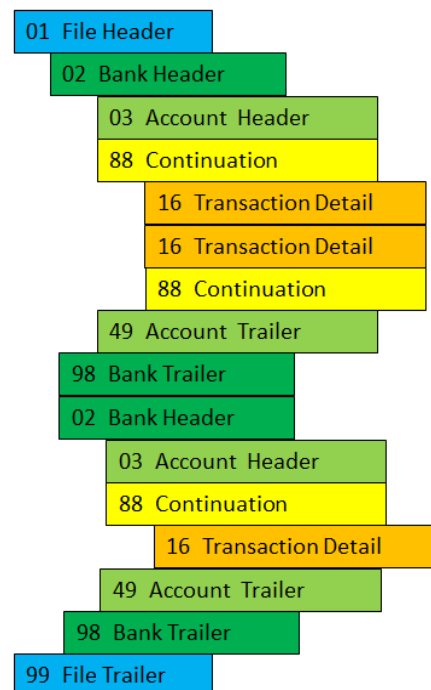 01 File Header
02 Bank Header
03 Account Header
88 Continuation
16 Transaction Detail
16 Transaction Detail
88 Continuation
49 Account Trailer
98 Bank Trailer
02 Bank Header
03 Account Header
88 Continuation
16 Transaction Detail
49 Account Trailer
98 Bank Trailer
99 File Trailer